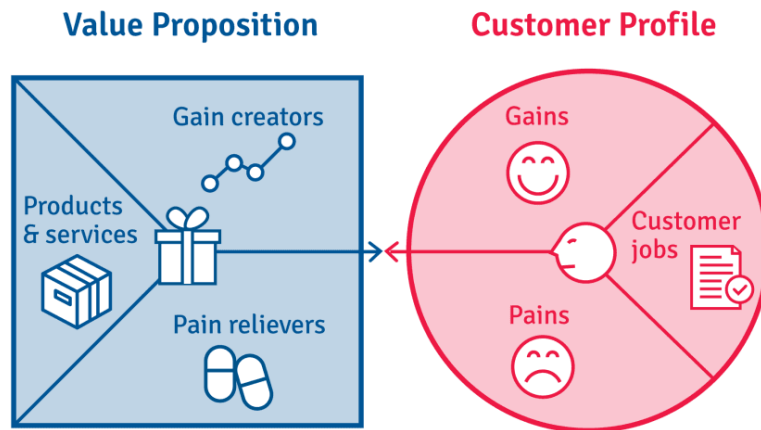 Value Proposition
Customer Profile
Gain creators
Products
& services
Pain relievers
Gains
Customer
jobs
Pains